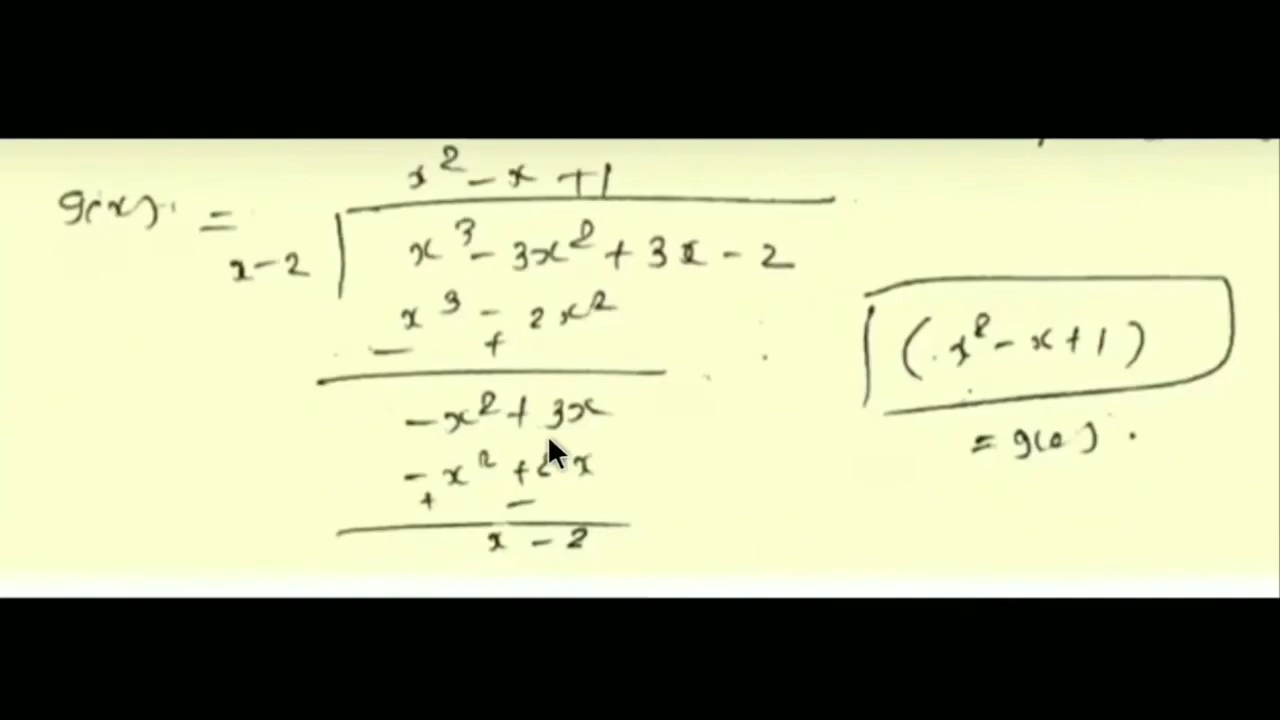 x² - x + 1
g(x) =
x-2 | x³ - 3x² + 3x - 2
x³ - 2x²
- +
-x² + 3x
(x² - x + 1)
-x² + 2x
+ -
= g(x).
x - 2